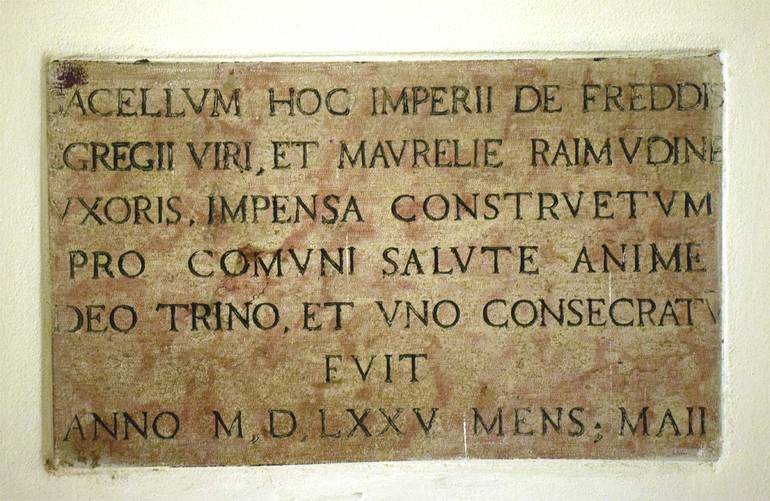 SACELLVM HOC IMPERII DE FREDDIS
EGREGII VIRI, ET MAVRELIE RAIMVDINE
VXORIS, IMPENSA CONSTRVETVM
PRO COMVNI SALVTE ANIME
DEO TRINO, ET VNO CONSECRATV
FVIT
ANNO M, D, LXXV MENS; MAII